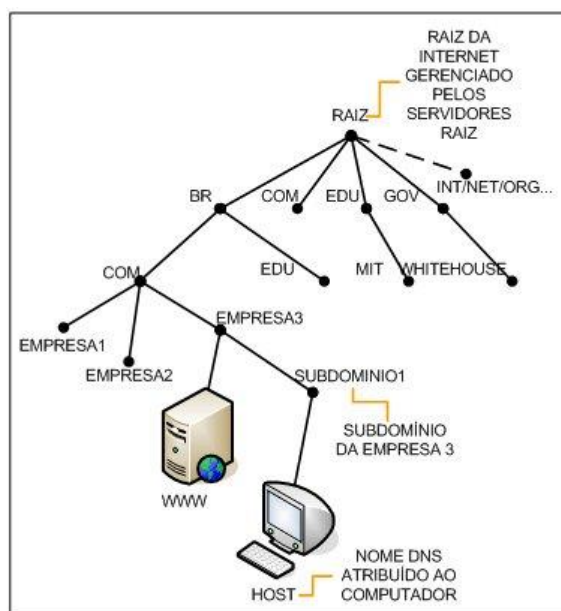 RAIZ DA
INTERNET
GERENCIADO
PELOS
SERVIDORES
RAIZ
RAIZ
INT/NET/ORG...
BR
COM
EDU
GOV
COM
EDU
MIT
WHITEHOUSE
EMPRESA1
EMPRESA2
EMPRESA3
SUBDOMINIO1
SUBDOMÍNIO
DA EMPRESA 3
WWW
HOST
NOME DNS
ATRIBUÍDO AO
COMPUTADOR